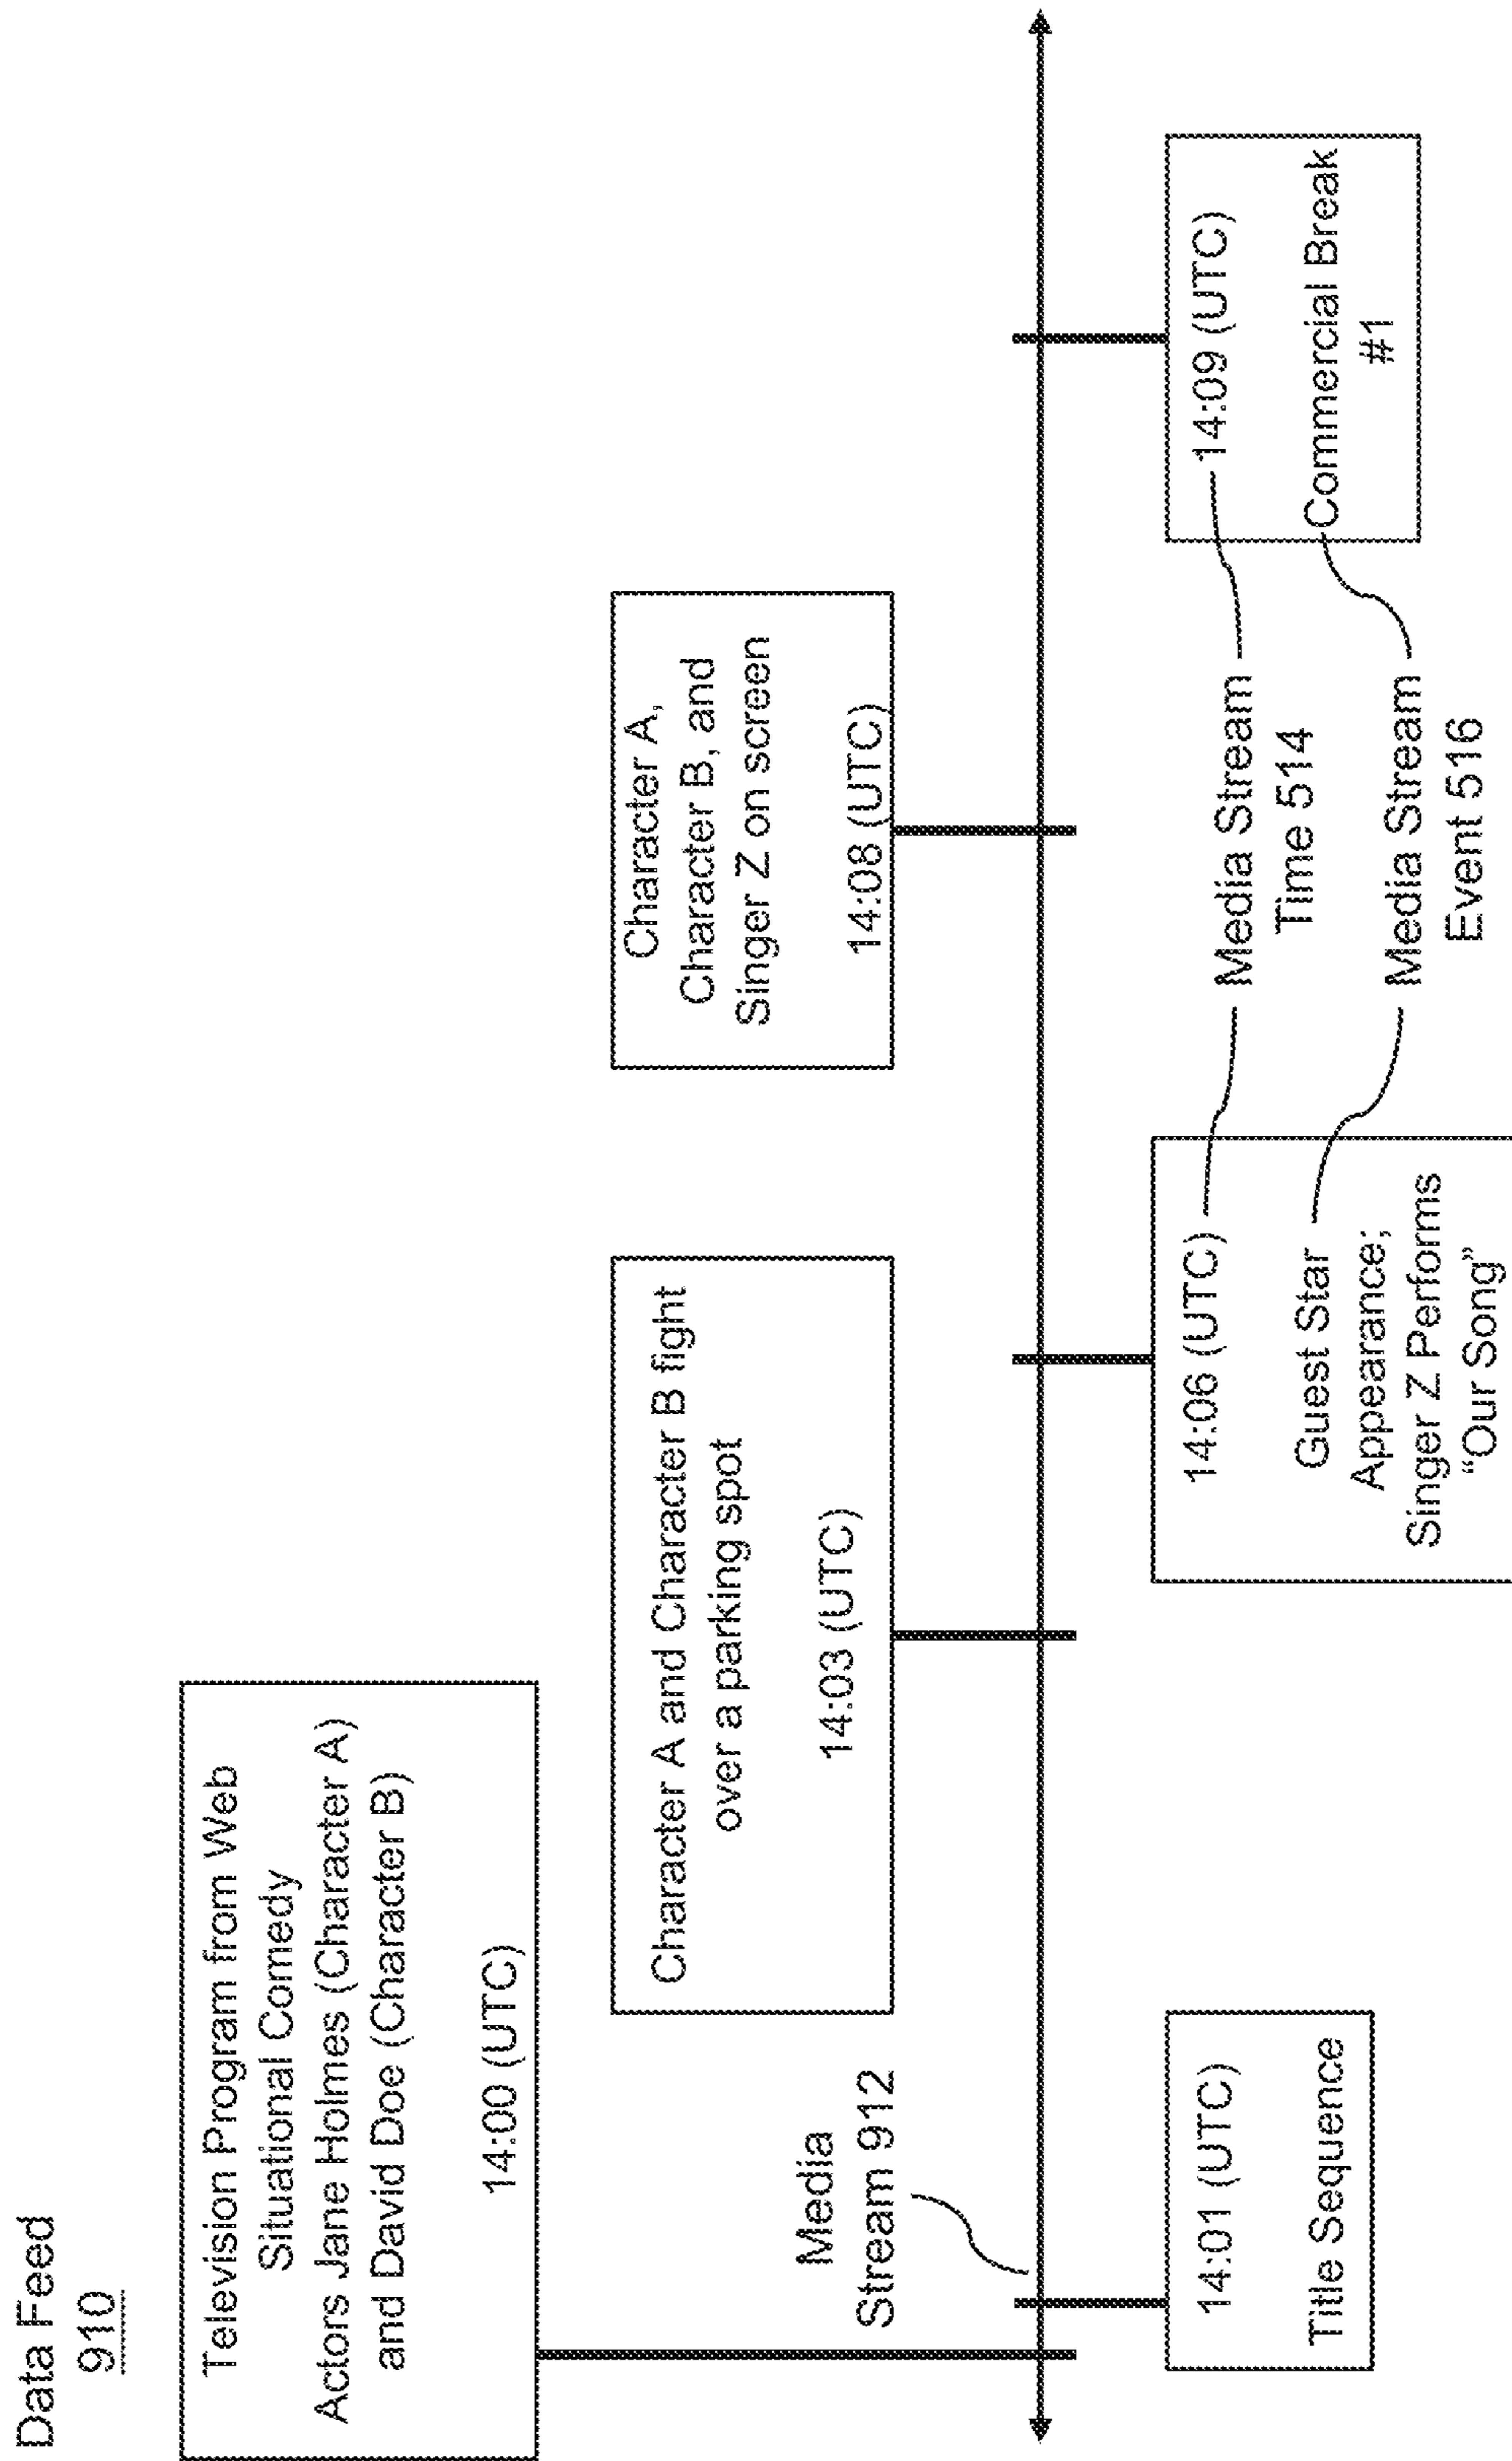 Data Feed
910
Television Program from Web
Situational Comedy
Actors Jane Holmes (Character A)
and David Doe (Character B)
14:00 (UTC)
Character A and Character B fight
over a parking spot
14:03 (UTC)
Character A,
Character B, and
Singer Z on screen
14:08 (UTC)
Media
Stream 912
14:01 (UTC)
Title Sequence
14:06 (UTC)
Guest Star
Appearance;
Singer Z Performs
“Our Song”
Media Stream
Time 514
Media Stream
Event 516
14:09 (UTC)
Commercial Break
#1